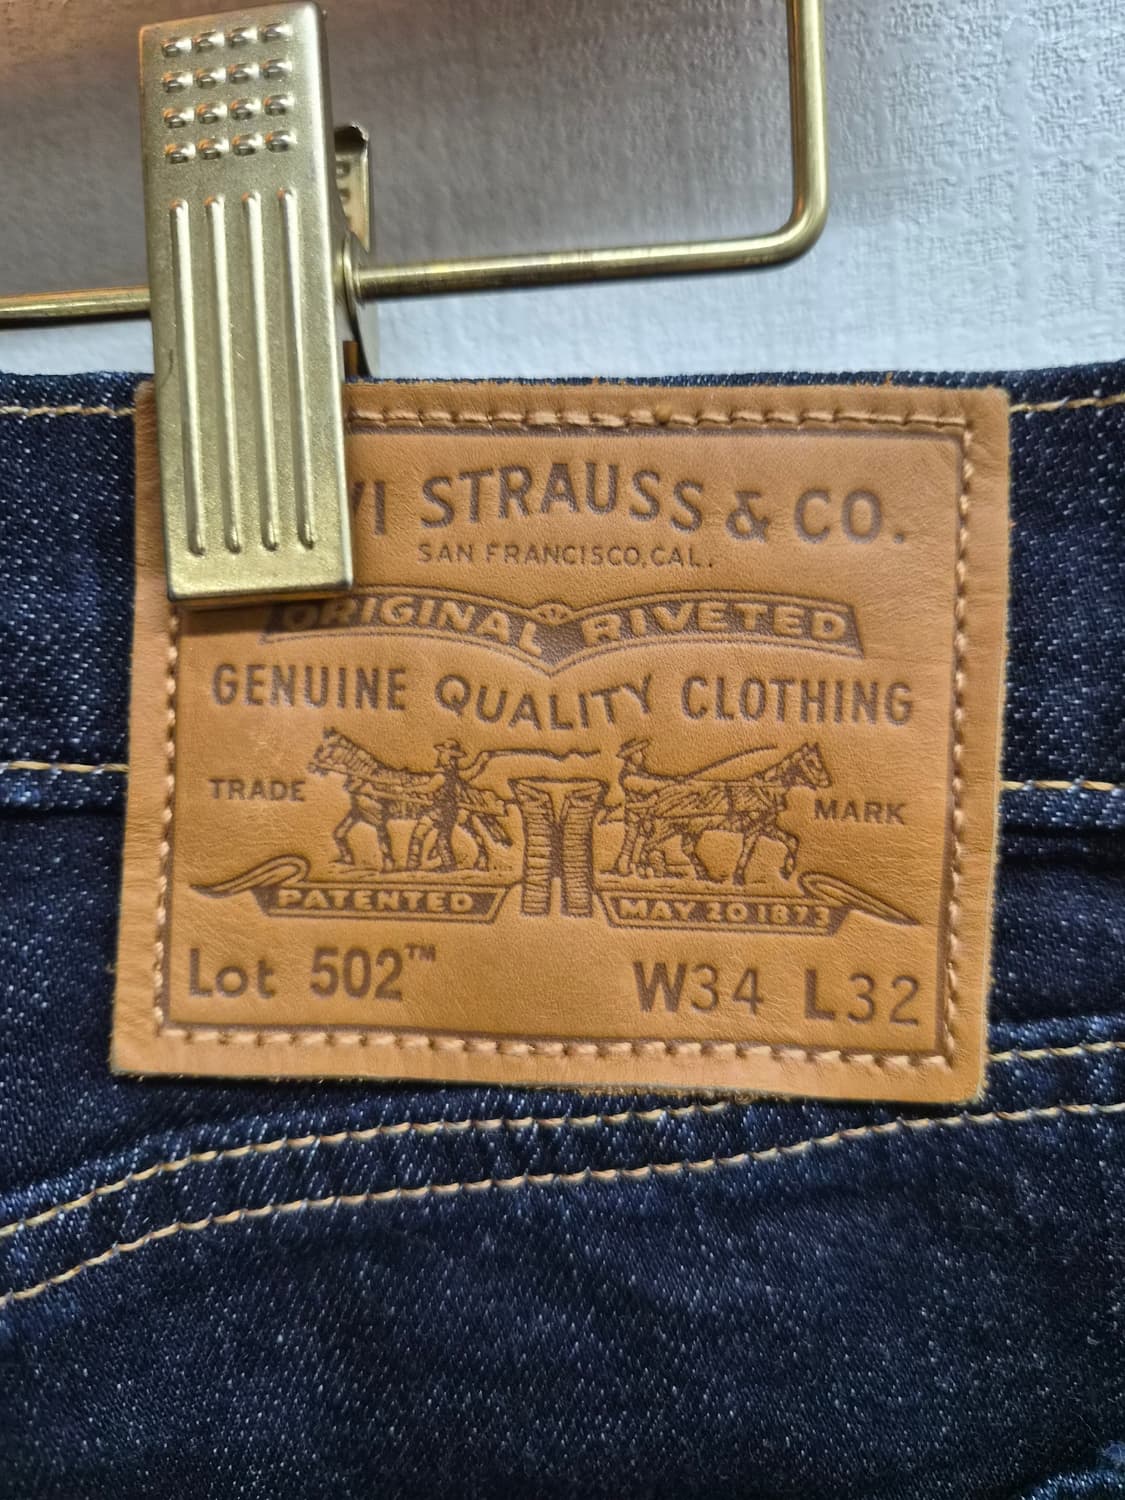 VI STRAUSS & CO.
SAN FRANCISCO, CAL.
ORIGINAL RIVETED
GENUINE QUALITY CLOTHING
TRADE MARK
PATENTED MAY 20 1873
Lot 502™ W34 L32